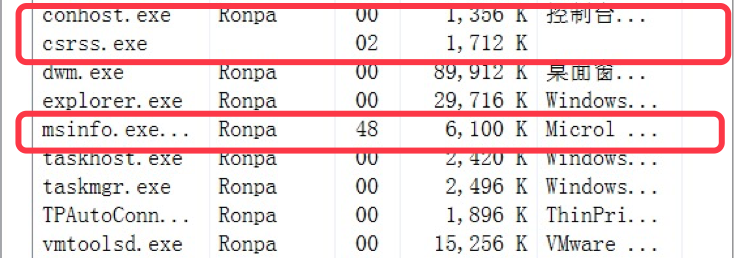 conhost.exe Ronpa 00 1,356 K 控制台...
csrss.exe 02 1,712 K
dwm.exe Ronpa 00 89,912 K 桌面窗...
explorer.exe Ronpa 00 29,716 K Windows...
msinfo.exe... Ronpa 48 6,100 K Microl ...
taskhost.exe Ronpa 00 2,420 K Windows...
taskmgr.exe Ronpa 00 2,496 K Windows...
TPAutoConn... Ronpa 00 1,896 K ThinPri...
vmtoolsd.exe Ronpa 00 15,256 K VMware ...